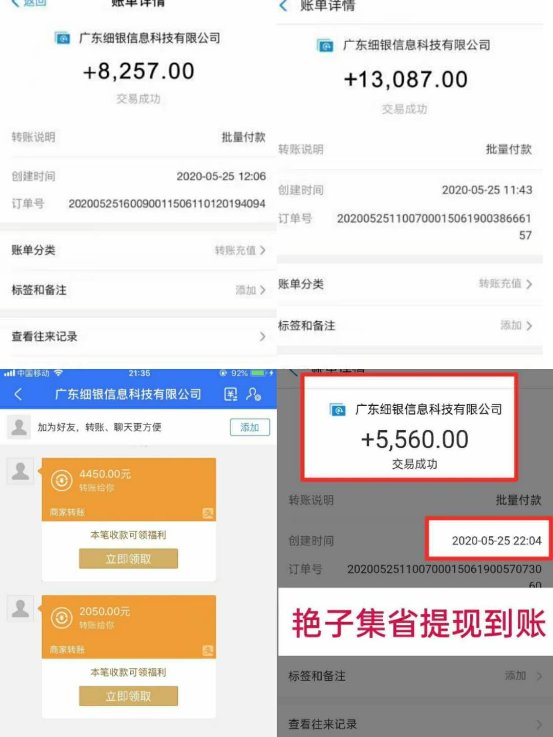 返回
账单详情
广东细银信息科技有限公司
+8,257.00
交易成功
转账说明 批量付款
创建时间 2020-05-25 12:06
订单号 20200525160090011506110120194094
账单分类 转账充值
标签和备注 添加
查看往来记录
账单详情
广东细银信息科技有限公司
+13,087.00
交易成功
转账说明 批量付款
创建时间 2020-05-25 11:43
订单号 202005251100700015061900386661
57
账单分类 转账充值
标签和备注 添加
中国移动 21:35 92%
广东细银信息科技有限公司
加为好友，转账、聊天更方便 添加
4450.00元
转账给你
商家转账
本笔收款可领福利
立即领取
2050.00元
转账给你
商家转账
本笔收款可领福利
立即领取
账单详情
广东细银信息科技有限公司
+5,560.00
交易成功
转账说明 批量付款
创建时间 2020-05-25 22:04
订单号 202005251100700015061900570730
60
艳子集省提现到账
标签和备注 添加
查看往来记录